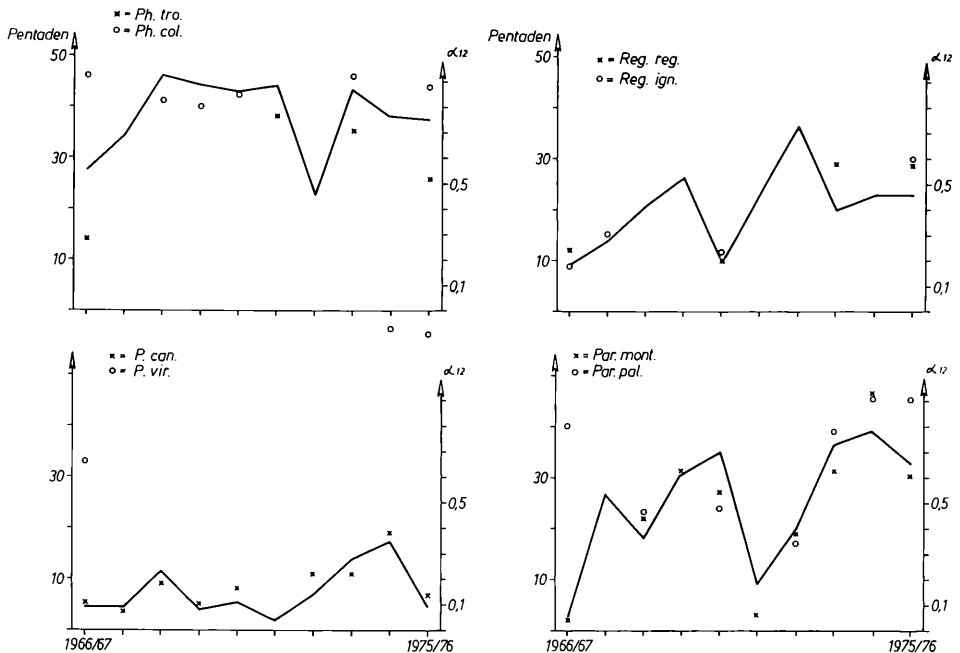 × = Ph. tro.
○ = Ph. col.
Pentaden
50
30
10
α12
0,5
0,1
Pentaden
50
30
10
× = Reg. reg.
○ = Reg. ign.
α12
0,5
0,1
× = P. can.
○ = P. vir.
30
10
α12
0,5
0,1
1966/67
1975/76
× = Par. mont.
○ = Par. pal.
30
10
α12
0,5
0,1
1966/67
1975/76